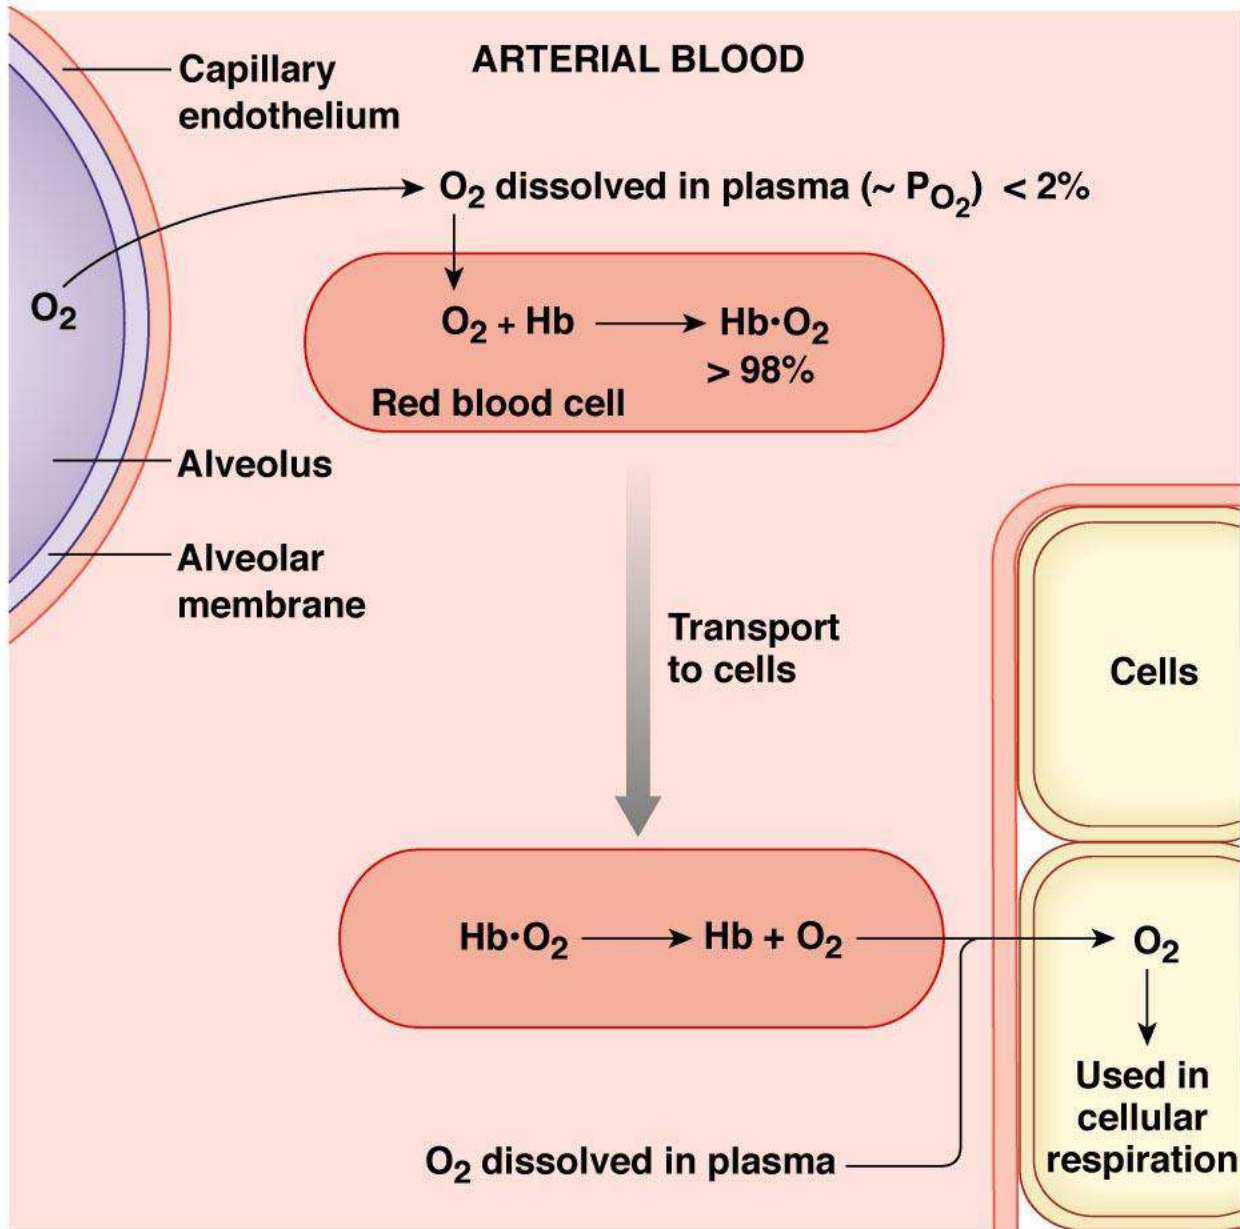 ARTERIAL BLOOD
Capillary
endothelium
O₂ dissolved in plasma (~ P_O₂) < 2%
O₂
O₂ + Hb
Hb·O₂
> 98%
Red blood cell
Alveolus
Alveolar
membrane
Transport
to cells
Cells
Hb·O₂
Hb + O₂
O₂
Used in
cellular
respiration
O₂ dissolved in plasma